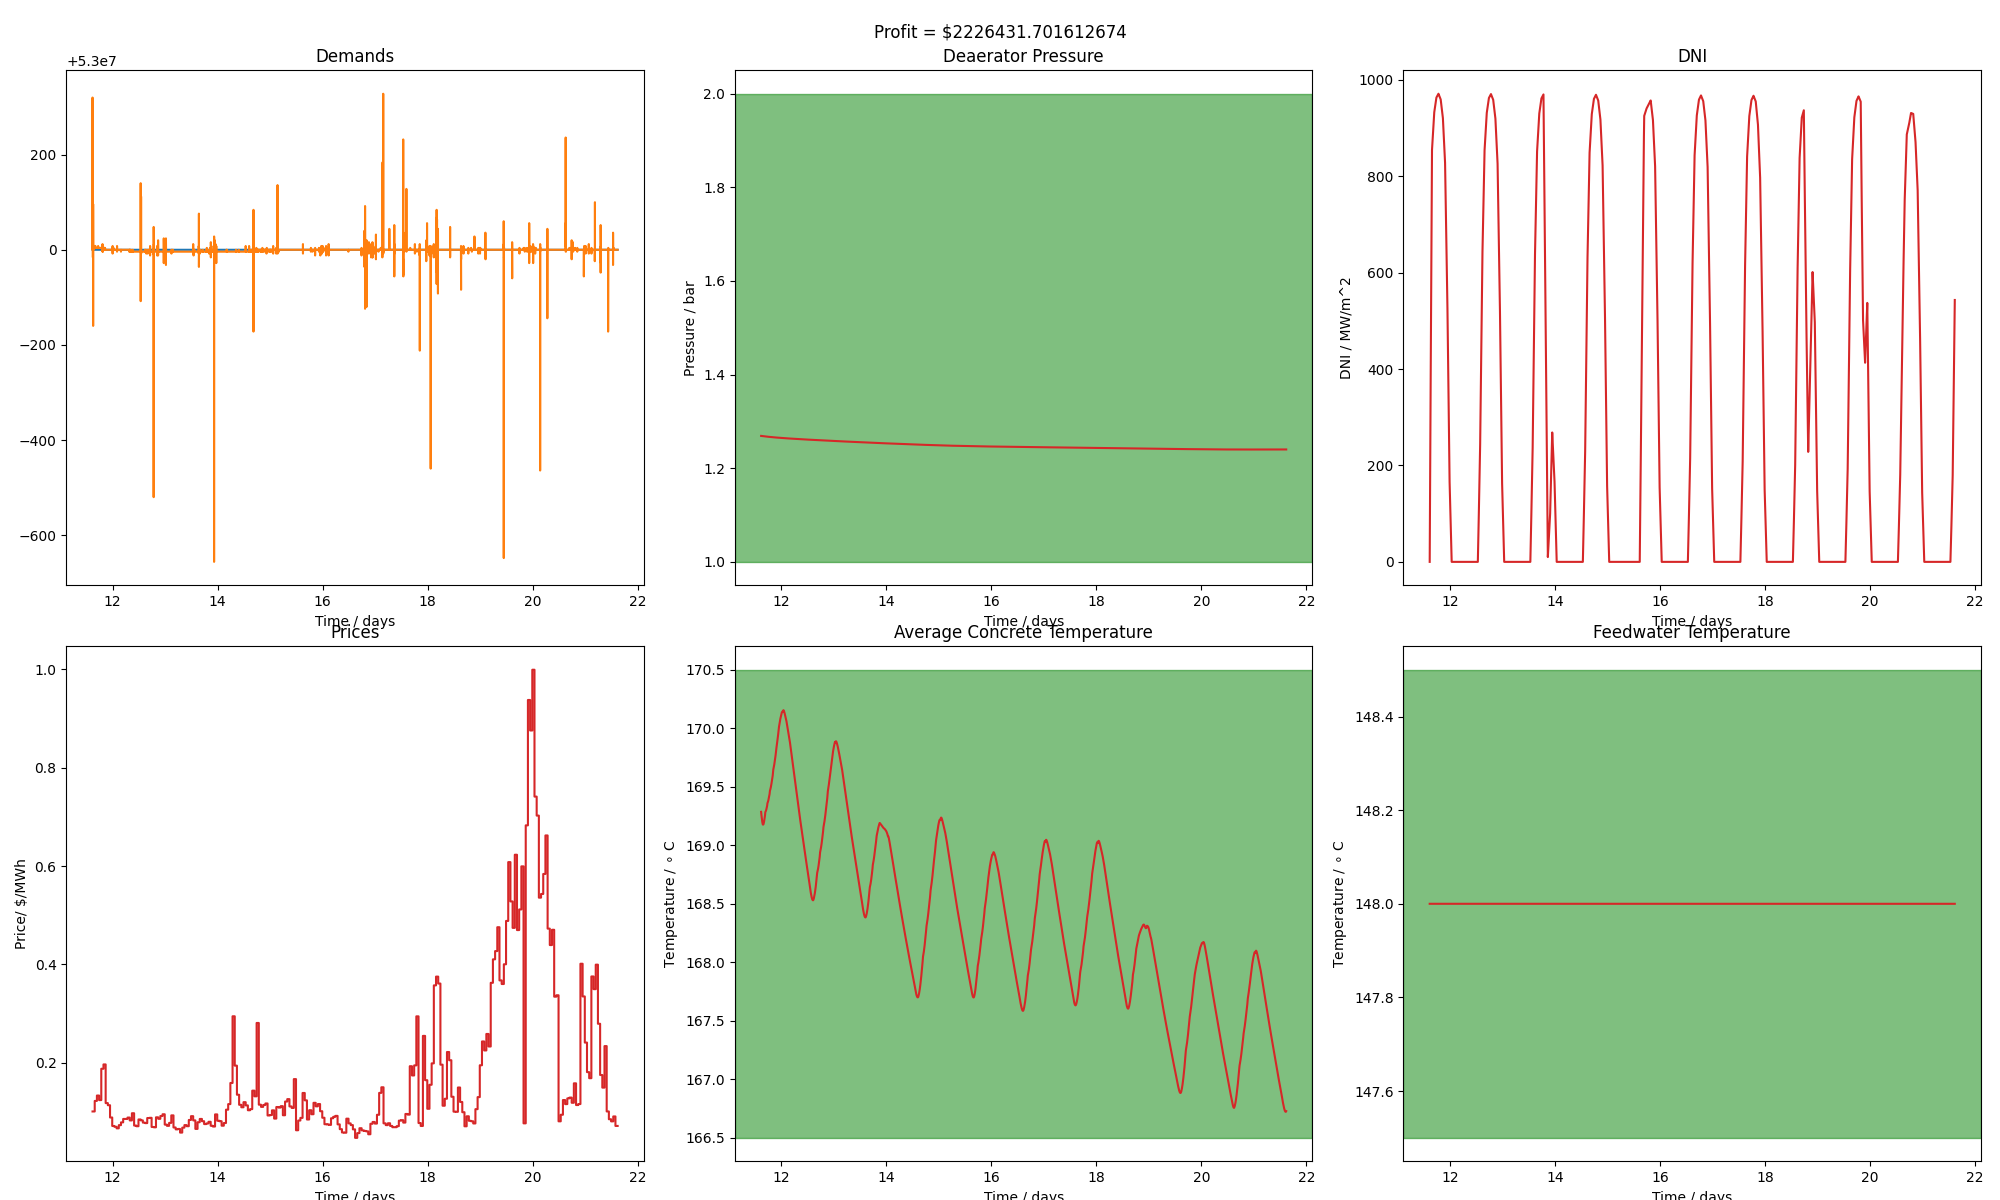 Profit = $2226431.701612674
Demands
+5.3e7
200
0
−200
−400
−600
12 14 16 18 20 22
Time / days
Deaerator Pressure
Pressure / bar
2.0
1.8
1.6
1.4
1.2
1.0
12 14 16 18 20 22
Time / days
DNI
DNI / MW/m^2
1000
800
600
400
200
0
12 14 16 18 20 22
Time / days
Prices
Price/ $/MWh
1.0
0.8
0.6
0.4
0.2
12 14 16 18 20 22
Time / days
Average Concrete Temperature
Temperature / ∘ C
170.5
170.0
169.5
169.0
168.5
168.0
167.5
167.0
166.5
12 14 16 18 20 22
Time / days
Feedwater Temperature
Temperature / ∘ C
148.4
148.2
148.0
147.8
147.6
12 14 16 18 20 22
Time / days